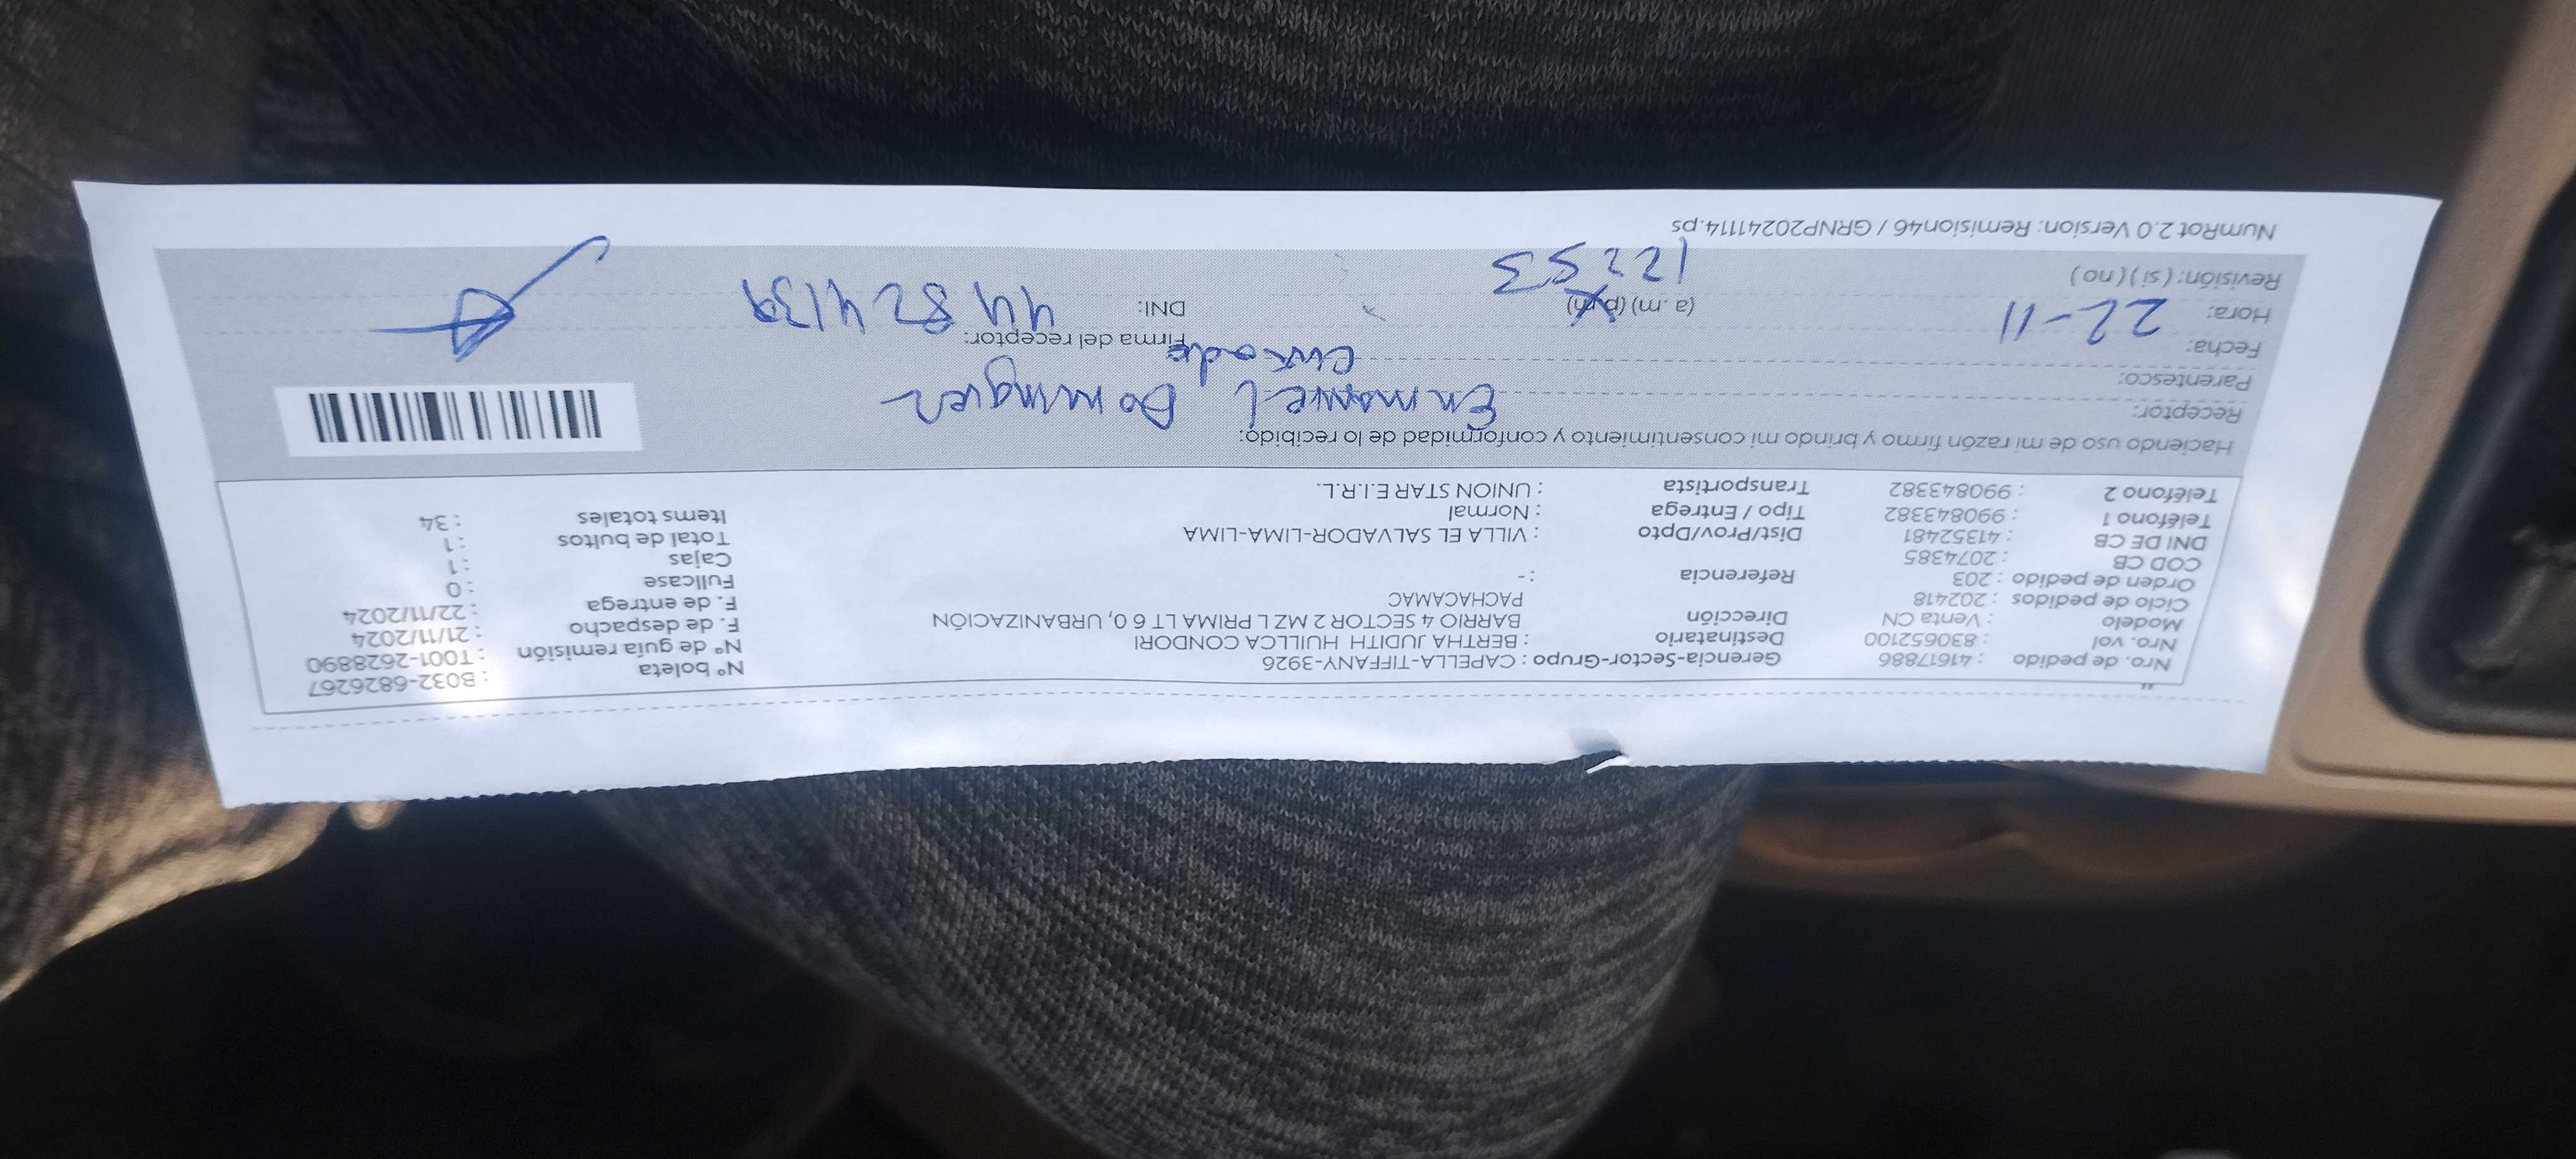 Nro. de pedido : 41617886 Gerencia-Sector-Grupo : CAPELLA-TIFFANY-3926 N° boleta : B032-6826267
Nro. vol : 830652100 Destinatario : BERTHA JUDITH HUILLCA CONDORI N° de guía remisión : T001-2628890
Modelo : Venta CN Dirección BARRIO 4 SECTOR 2 MZ L PRIMA LT 6 0, URBANIZACIÓN F. de despacho : 21/11/2024
Ciclo de pedidos : 202418 PACHACAMAC F. de entrega : 22/11/2024
Orden de pedido : 203 Referencia : - Fullcase : 0
COD CB : 2074385 Cajas : 1
DNI DE CB : 41352481 Dist/Prov/Dpto : VILLA EL SALVADOR-LIMA-LIMA Total de bultos : 1
Teléfono 1 : 990843382 Tipo / Entrega : Normal Items totales : 34
Teléfono 2 : 990843382 Transportista : UNION STAR E.I.R.L.
Haciendo uso de mi razón firmo y brindo mi consentimiento y conformidad de lo recibido:
Receptor: Enmanuel Dominguez
Parentesco:
Fecha: 22-11 Firma del receptor:
Hora: (a .m) (p.m) DNI: 44824139
Revisión: ( si ) ( no ) 12253
NumRot 2.0 Version: Remision46 / GRNP20241114.ps